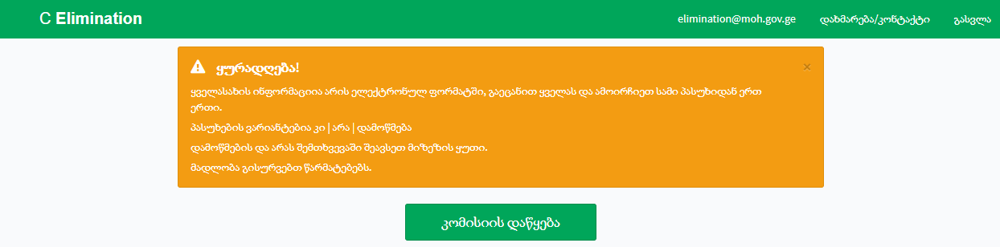 C Elimination
elimination@moh.gov.ge
დახმარება/კონტაქტი
გასვლა
ყურადღება!
×
ყველასახის ინფორმაციია არის ელექტრონულ ფორმატში, გაეცანით ყველას და ამოირჩიეთ სამი პასუხიდან ერთ
ერთი.
პასუხების ვარიანტებია კი | არა | დამოწმება
დამოწმების და არას შემთხვევაში შეავსეთ მიზეზის ყუთი.
მადლობა გისურვებთ წარმატებებს.
კომისიის დაწყება